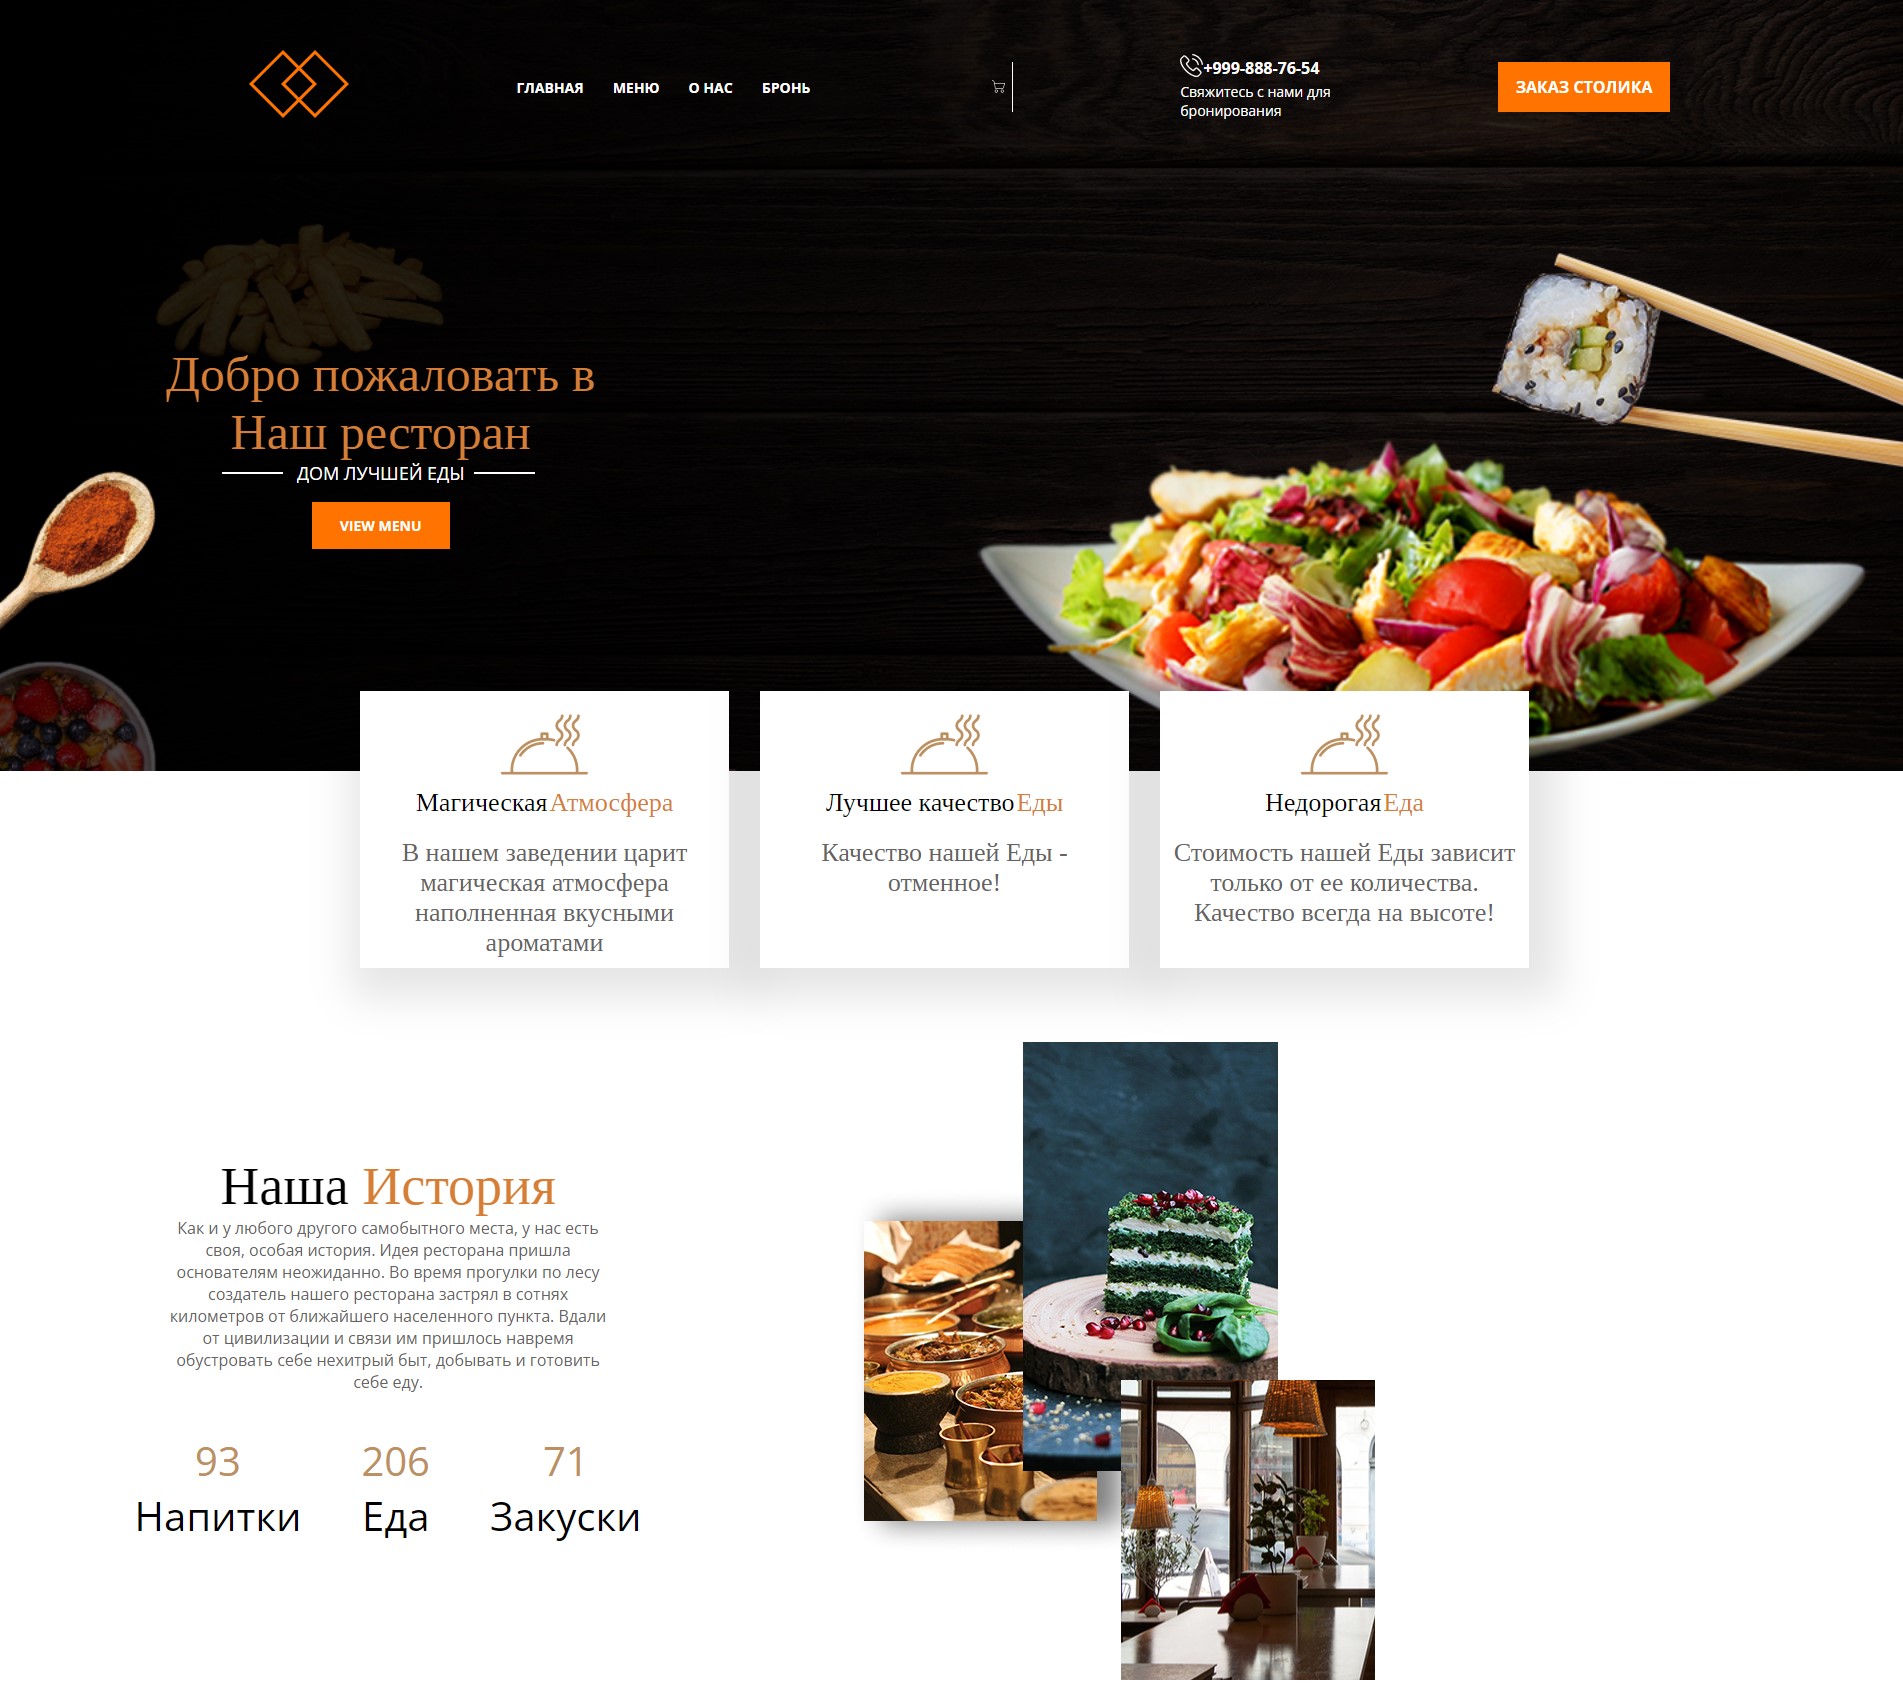 ГЛАВНАЯ МЕНЮ О НАС БРОНЬ
+999-888-76-54
Свяжитесь с нами для
бронирования
ЗАКАЗ СТОЛИКА
Добро пожаловать в
Наш ресторан
ДОМ ЛУЧШЕЙ ЕДЫ
VIEW MENU
Магическая Атмосфера
В нашем заведении царит
магическая атмосфера
наполненная вкусными
ароматами
Лучшее качество Еды
Качество нашей Еды -
отменное!
Недорогая Еда
Стоимость нашей Еды зависит
только от ее количества.
Качество всегда на высоте!
Наша История
Как и у любого другого самобытного места, у нас есть
своя, особая история. Идея ресторана пришла
основателям неожиданно. Во время прогулки по лесу
создатель нашего ресторана застрял в сотнях
километров от ближайшего населенного пункта. Вдали
от цивилизации и связи им пришлось навремя
обустровать себе нехитрый быт, добывать и готовить
себе еду.
93 206 71
Напитки Еда Закуски